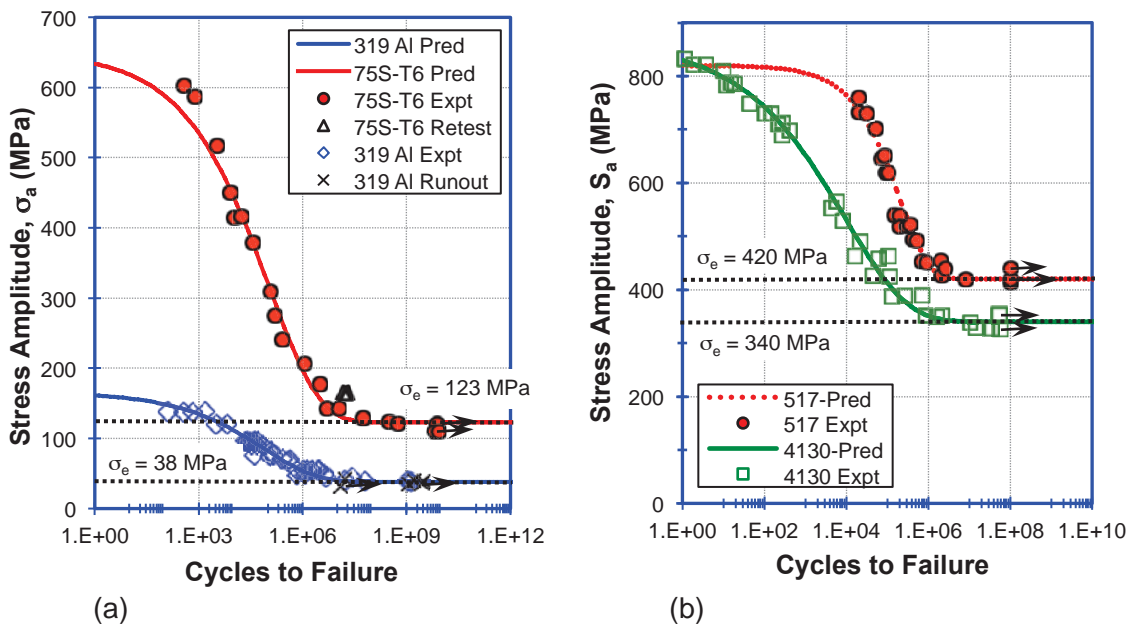 700
600
500
400
300
200
100
0
Stress Amplitude, σa (MPa)
319 Al Pred
75S-T6 Pred
75S-T6 Expt
75S-T6 Retest
319 Al Expt
319 Al Runout
σe = 123 MPa
σe = 38 MPa
1.E+00 1.E+03 1.E+06 1.E+09 1.E+12
Cycles to Failure
(a)
800
600
400
200
0
Stress Amplitude, Sa (MPa)
σe = 420 MPa
σe = 340 MPa
517-Pred
517 Expt
4130-Pred
4130 Expt
1.E+00 1.E+02 1.E+04 1.E+06 1.E+08 1.E+10
Cycles to Failure
(b)